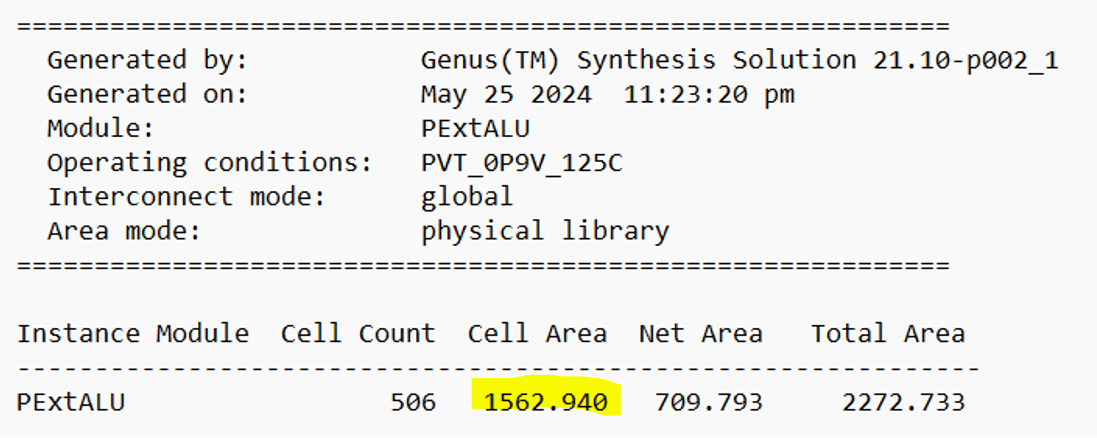 ============================================================
Generated by: Genus(TM) Synthesis Solution 21.10-p002_1
Generated on: May 25 2024 11:23:20 pm
Module: PExtALU
Operating conditions: PVT_0P9V_125C
Interconnect mode: global
Area mode: physical library
============================================================
Instance Module Cell Count Cell Area Net Area Total Area
--------------------------------------------------------------
PExtALU 506 1562.940 709.793 2272.733